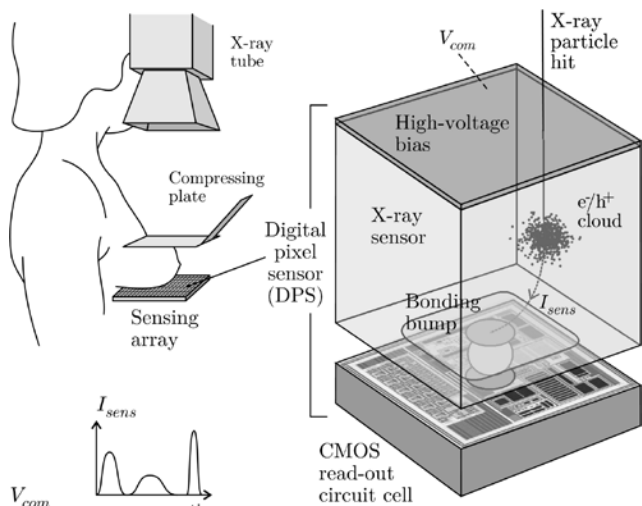 X-ray
tube
Compressing
plate
Sensing
array
Digital
pixel
sensor
(DPS)
V_com
X-ray
particle
hit
High-voltage
bias
X-ray
sensor
e⁻/h⁺
cloud
Bonding
bump
I_sens
CMOS
read-out
circuit cell
I_sens
V_com